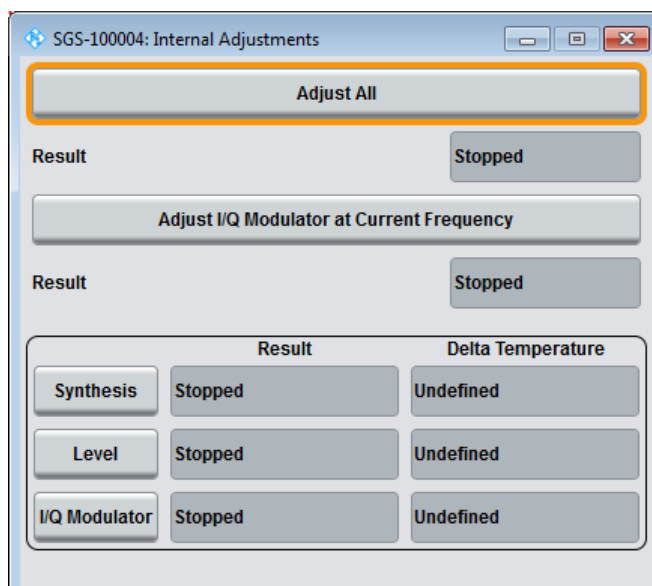 SGS-100004: Internal Adjustments
Adjust All
Result Stopped
Adjust I/Q Modulator at Current Frequency
Result Stopped
Result Delta Temperature
Synthesis Stopped Undefined
Level Stopped Undefined
I/Q Modulator Stopped Undefined